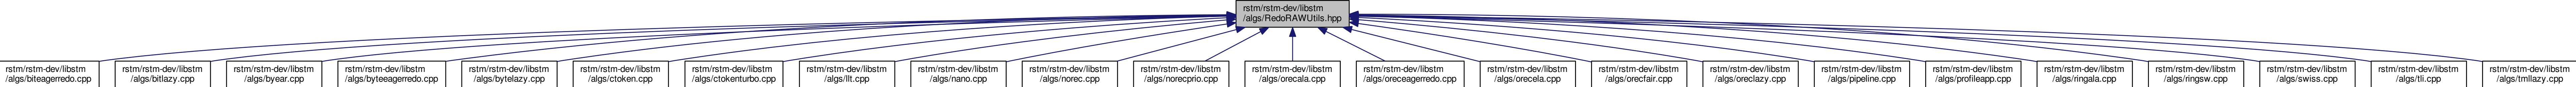 rstm/rstm-dev/libstm
/algs/RedoRAWUtils.hpp
rstm/rstm-dev/libstm
/algs/biteagerredo.cpp
rstm/rstm-dev/libstm
/algs/bitlazy.cpp
rstm/rstm-dev/libstm
/algs/byear.cpp
rstm/rstm-dev/libstm
/algs/byteeagerredo.cpp
rstm/rstm-dev/libstm
/algs/bytelazy.cpp
rstm/rstm-dev/libstm
/algs/ctoken.cpp
rstm/rstm-dev/libstm
/algs/ctokenturbo.cpp
rstm/rstm-dev/libstm
/algs/llt.cpp
rstm/rstm-dev/libstm
/algs/nano.cpp
rstm/rstm-dev/libstm
/algs/norec.cpp
rstm/rstm-dev/libstm
/algs/norecprio.cpp
rstm/rstm-dev/libstm
/algs/orecala.cpp
rstm/rstm-dev/libstm
/algs/oreceagerredo.cpp
rstm/rstm-dev/libstm
/algs/orecela.cpp
rstm/rstm-dev/libstm
/algs/orecfair.cpp
rstm/rstm-dev/libstm
/algs/oreclazy.cpp
rstm/rstm-dev/libstm
/algs/pipeline.cpp
rstm/rstm-dev/libstm
/algs/profileapp.cpp
rstm/rstm-dev/libstm
/algs/ringala.cpp
rstm/rstm-dev/libstm
/algs/ringsw.cpp
rstm/rstm-dev/libstm
/algs/swiss.cpp
rstm/rstm-dev/libstm
/algs/tli.cpp
rstm/rstm-dev/libstm
/algs/tmllazy.cpp